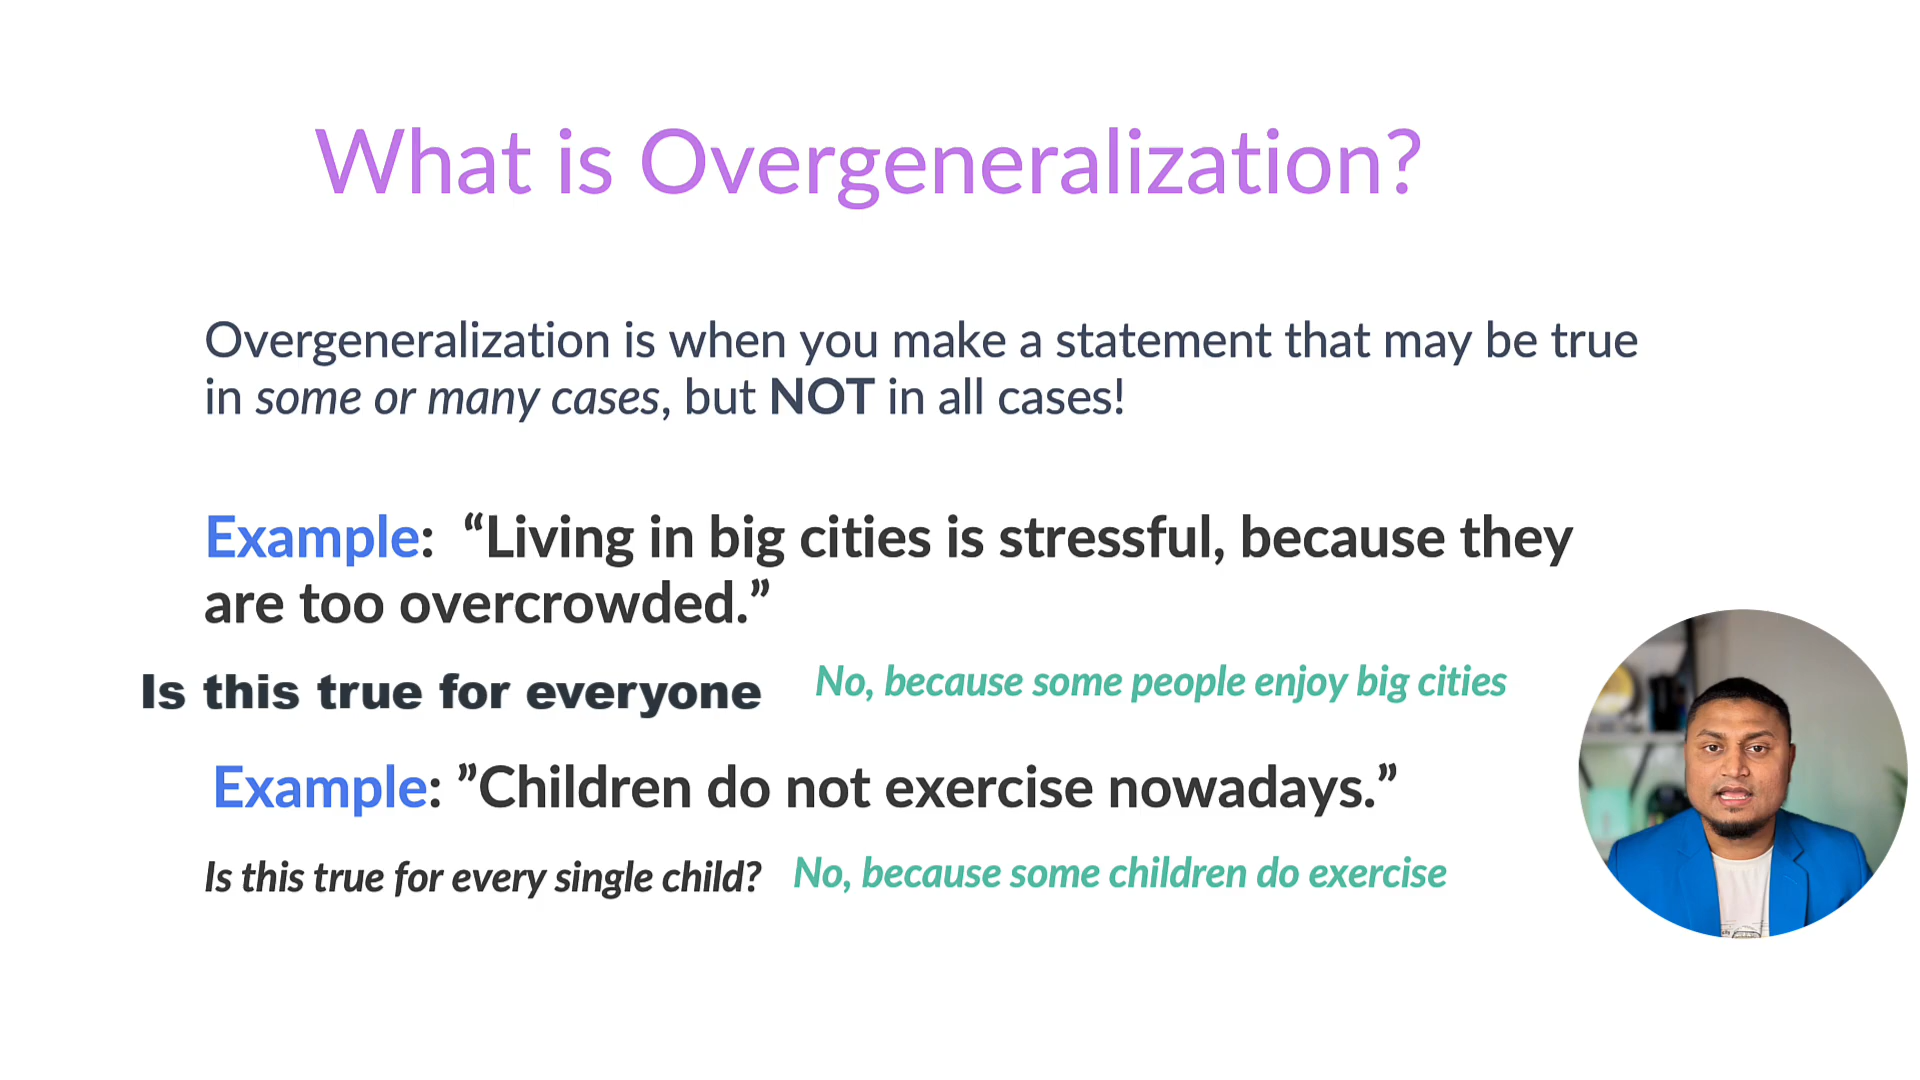 What is Overgeneralization?
Overgeneralization is when you make a statement that may be true
in some or many cases, but NOT in all cases!
Example:  “Living in big cities is stressful, because they
are too overcrowded.”
Is this true for everyone
No, because some people enjoy big cities
Example: ”Children do not exercise nowadays.”
Is this true for every single child?
No, because some children do exercise